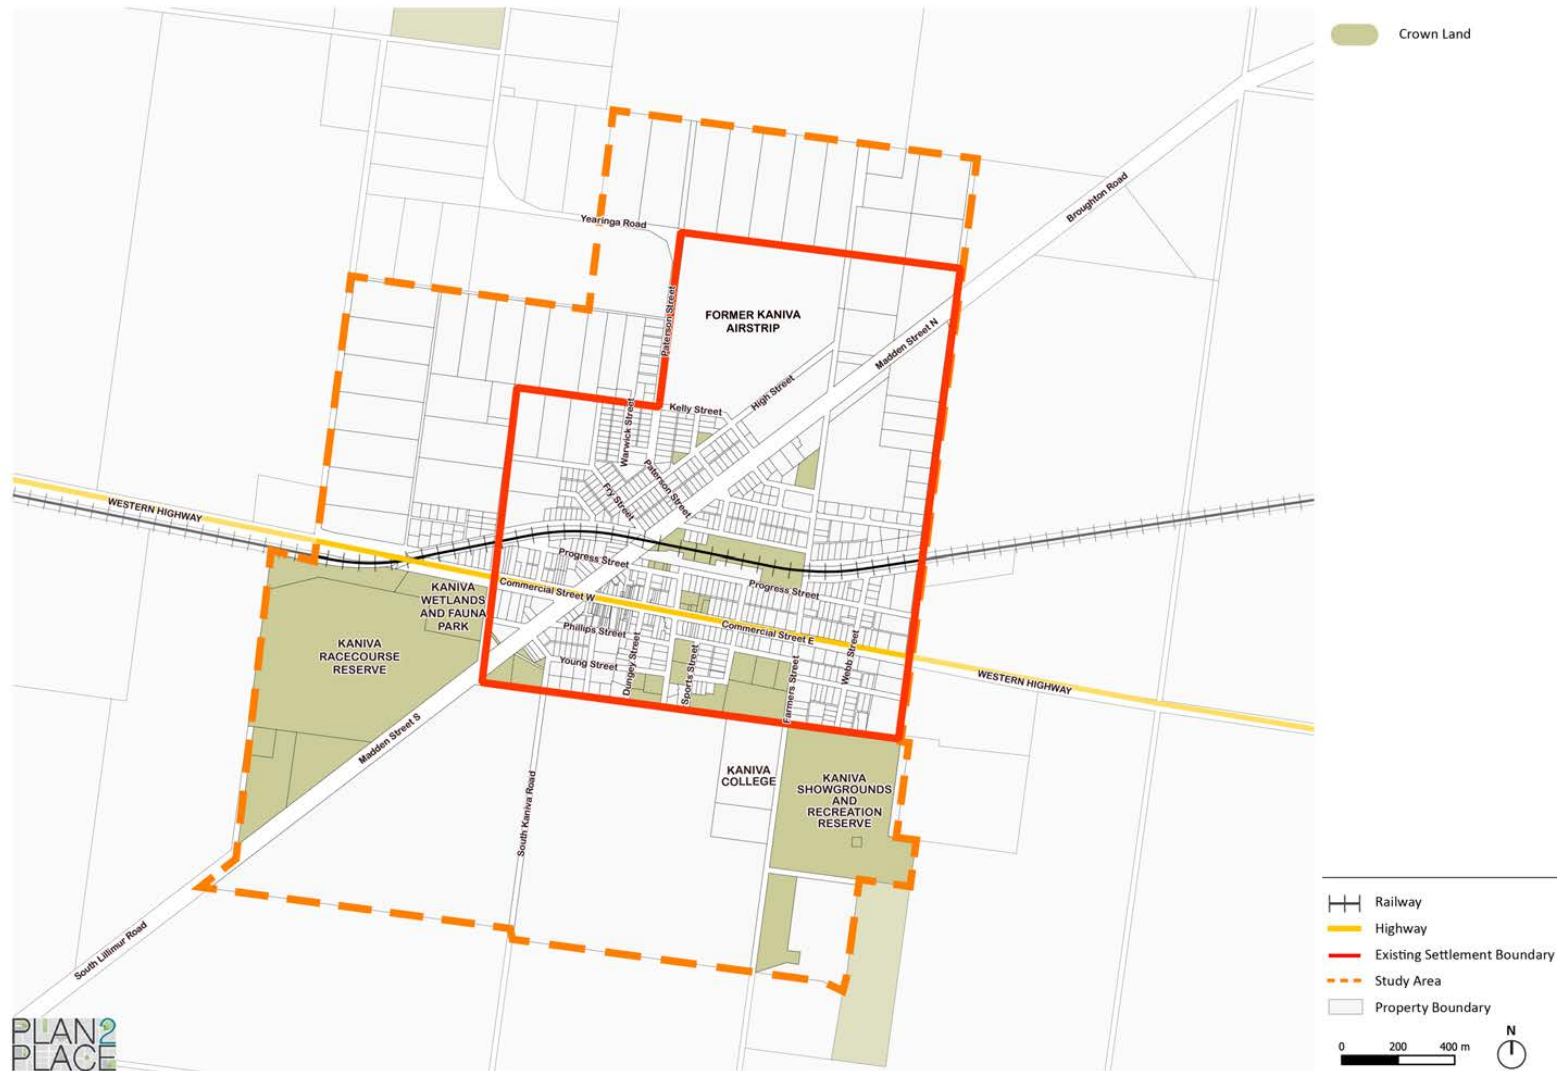 Crown Land
Broughton Road
Yearinga Road
Paterson Street
FORMER KANIVA
AIRSTRIP
Madden Street N
High Street
Kelly Street
Warwick Street
Paterson Street
Fry Street
WESTERN HIGHWAY
Progress Street
Progress Street
KANIVA
WETLANDS
AND FAUNA
PARK
Commercial Street W
Commercial Street E
Phillips Street
Webb Street
KANIVA
RACECOURSE
RESERVE
Young Street
Dungey Street
Sports Street
Farmers Street
WESTERN HIGHWAY
Madden Street S
KANIVA
COLLEGE
KANIVA
SHOWGROUNDS
AND
RECREATION
RESERVE
South Kaniva Road
South Lillimur Road
Railway
Highway
Existing Settlement Boundary
Study Area
Property Boundary
N
0 200 400 m
PLAN2
PLACE